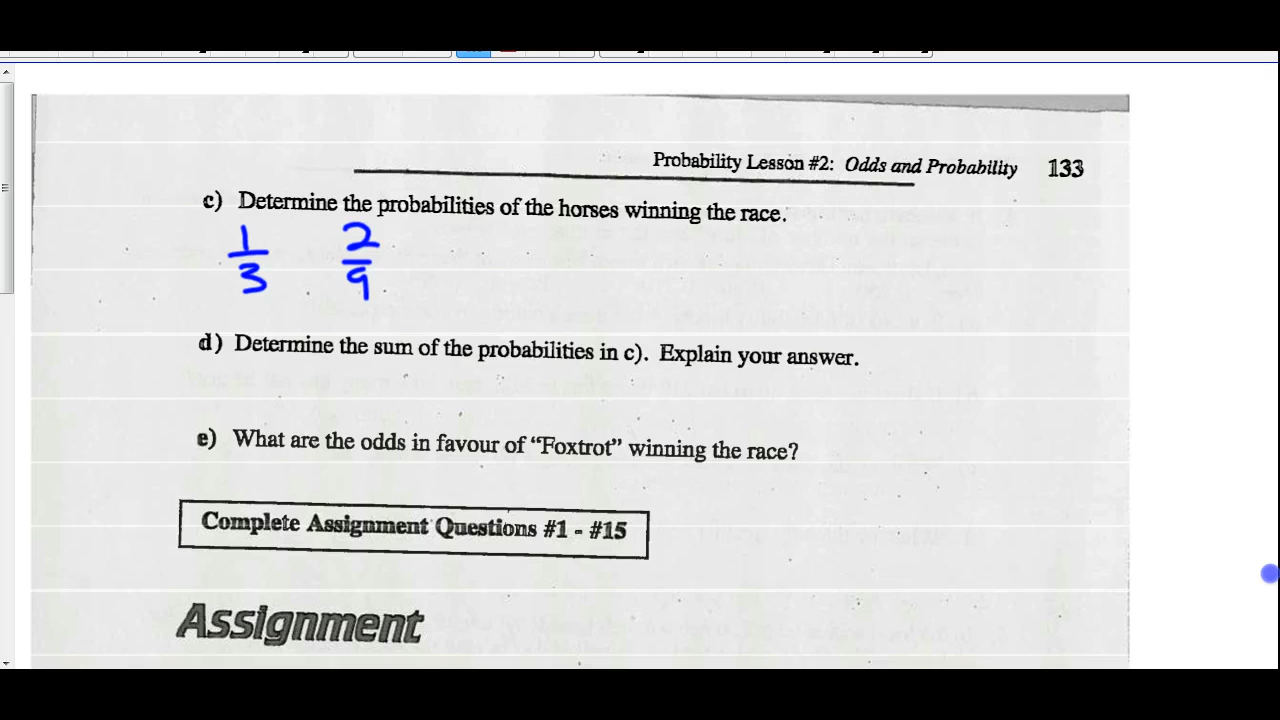 Probability Lesson #2: Odds and Probability 133
c) Determine the probabilities of the horses winning the race.
1/3 2/9
d) Determine the sum of the probabilities in c). Explain your answer.
e) What are the odds in favour of “Foxtrot” winning the race?
Complete Assignment Questions #1 - #15
Assignment